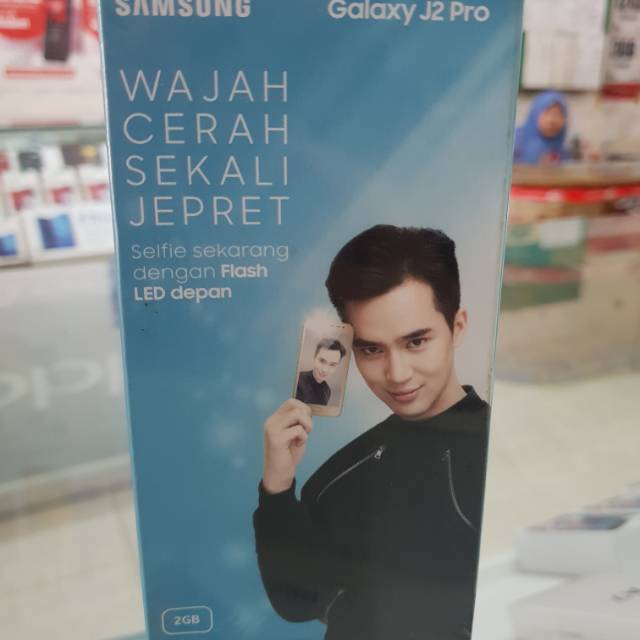 SAMSUNG
Galaxy J2 Pro
WAJAH
CERAH
SEKALI
JEPRET
Selfie sekarang
dengan Flash
LED depan
2GB